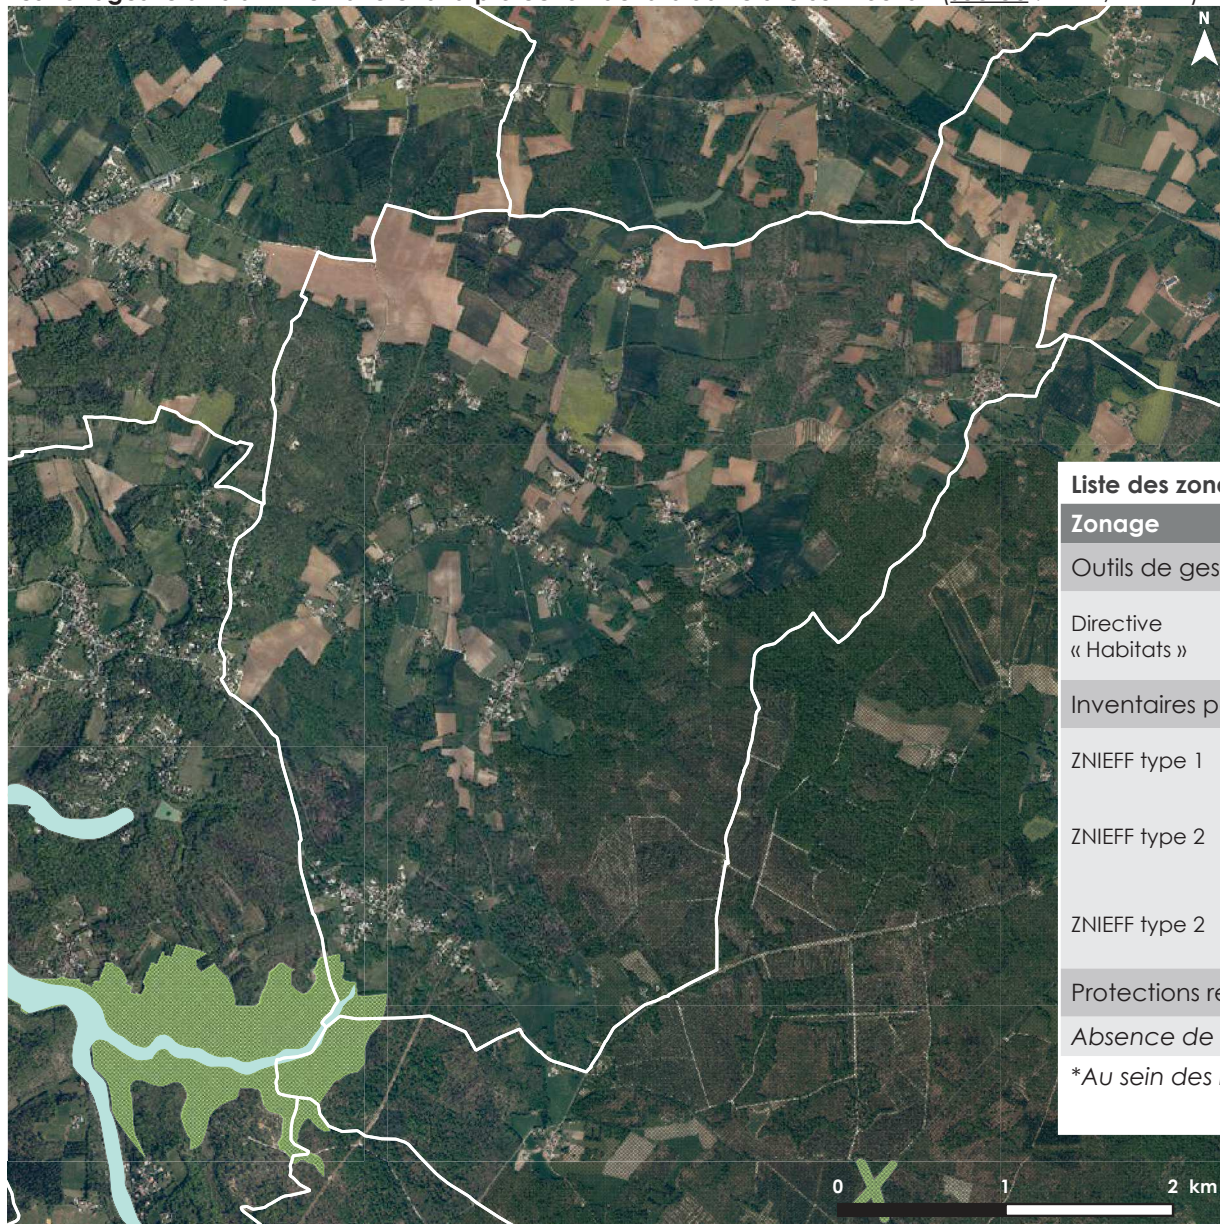 N
Liste des zon
Zonage
Outils de ges
Directive
« Habitats »
Inventaires p
ZNIEFF type 1
ZNIEFF type 2
ZNIEFF type 2
Protections r
Absence de
*Au sein des
0 1 2 km